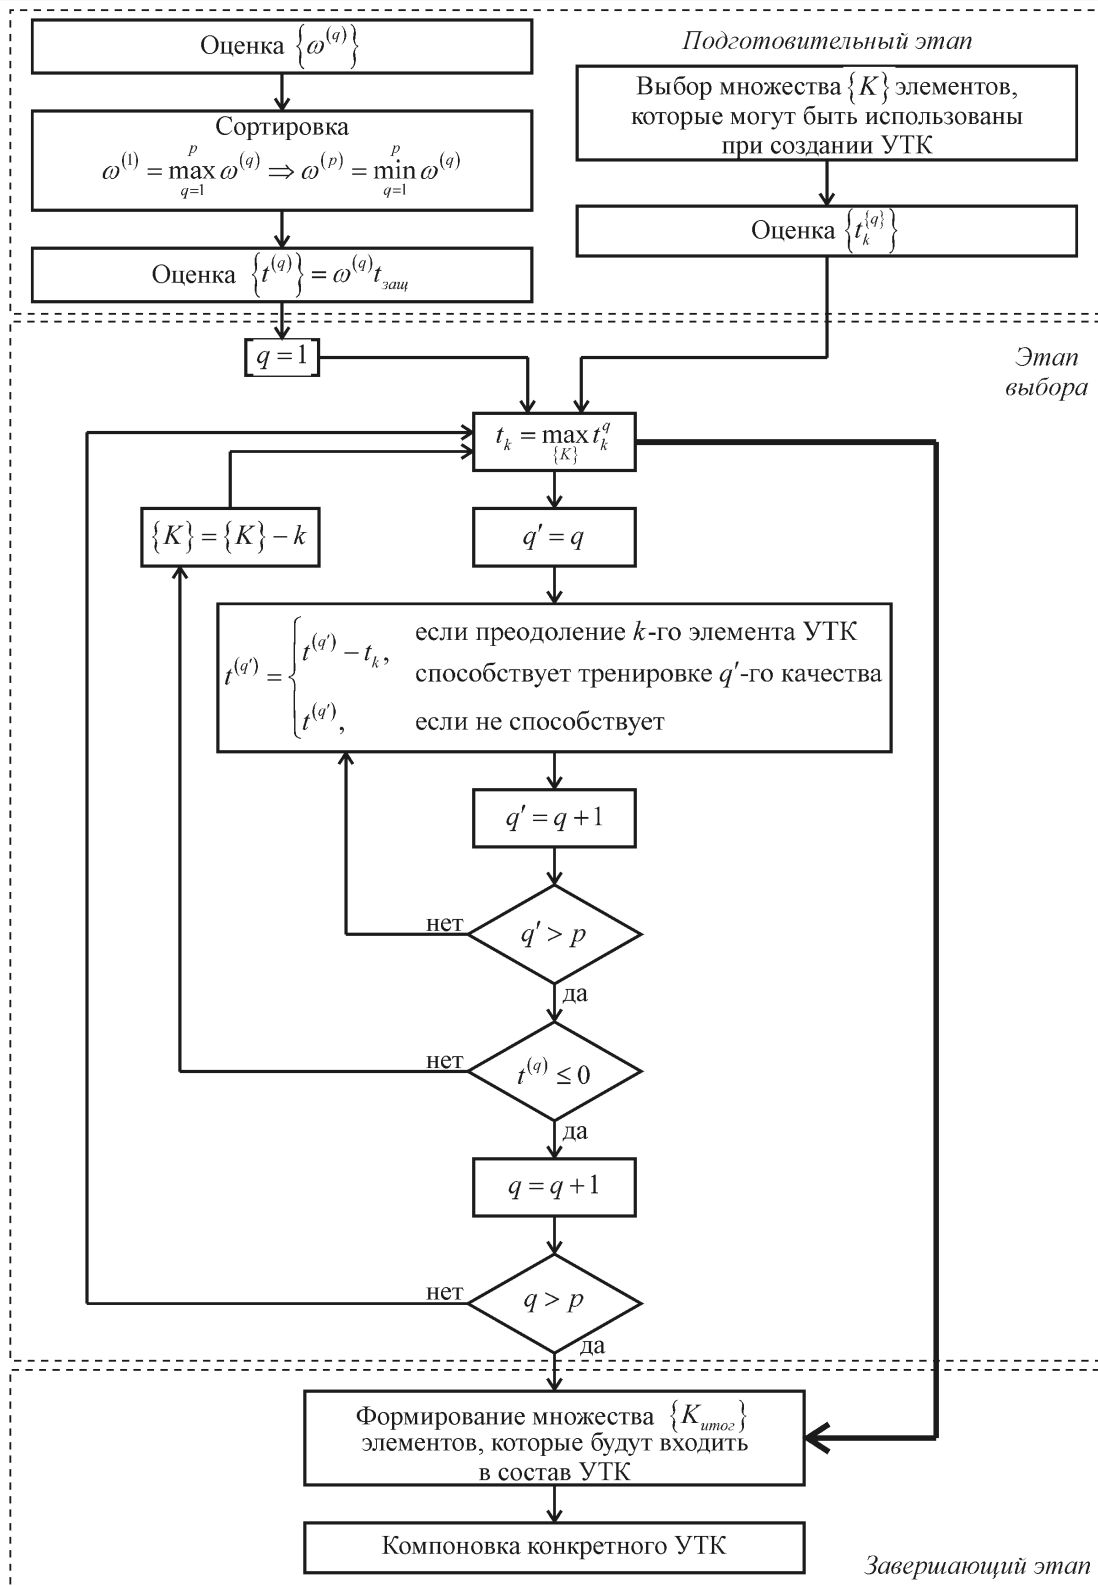 Оценка {ω^(q)}
Подготовительный этап
Сортировка
ω^(1) = max_{q=1}^{p} ω^(q) ⇒ ω^(p) = min_{q=1}^{p} ω^(q)
Оценка {t^(q)} = ω^(q) t_защ
Выбор множества {K} элементов,
которые могут быть использованы
при создании УТК
Оценка {t_k^{q}}
Этап
выбора
q = 1
t_k = max_{K} t_k^q
{K} = {K} − k
q′ = q
t^(q′) = { t^(q′) − t_k, если преодоление k-го элемента УТК
способствует тренировке q′-го качества
t^(q′), если не способствует
q′ = q + 1
нет
q′ > p
да
нет
t^(q) ≤ 0
да
q = q + 1
нет
q > p
да
Формирование множества {K_итог}
элементов, которые будут входить
в состав УТК
Компоновка конкретного УТК
Завершающий этап